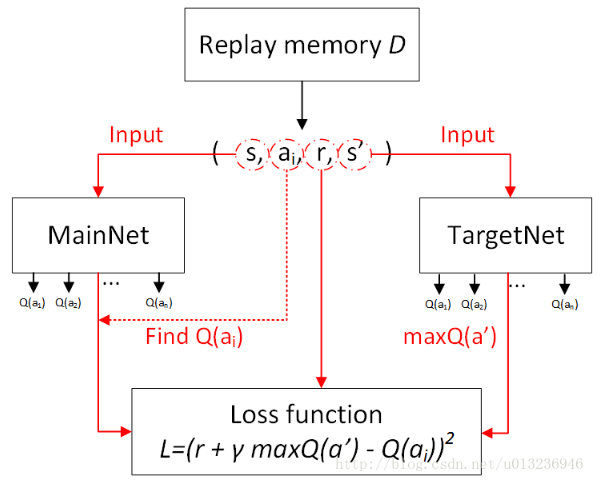 Replay memory D
Input
( s, aᵢ, r, s' )
Input
MainNet
TargetNet
Q(a₁) Q(a₂) ... Q(aₙ)
Q(a₁) Q(a₂) ... Q(aₙ)
Find Q(aᵢ)
maxQ(a')
Loss function
L=(r + γ maxQ(a') - Q(aᵢ))²
http://blog.csdn.net/u013236946